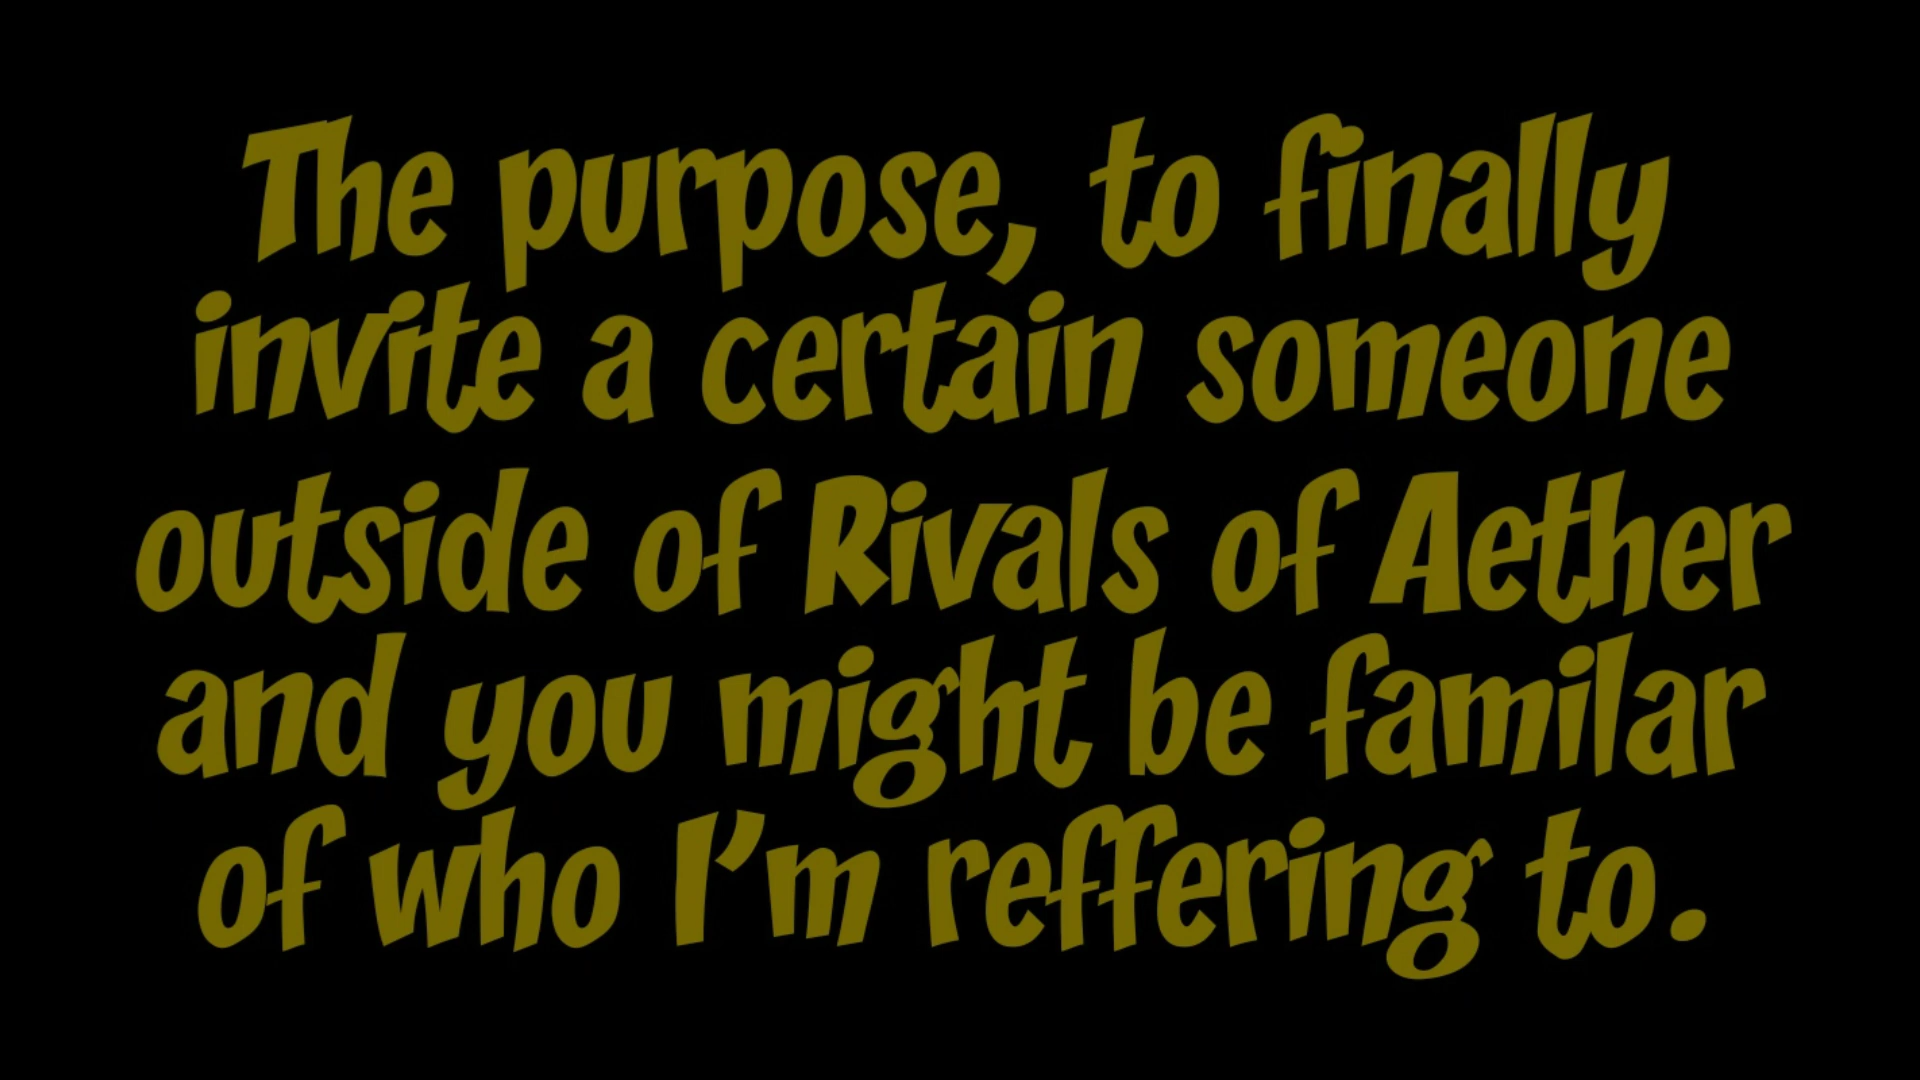 The purpose, to finally
invite a certain someone
outside of Rivals of Aether
and you might be familar
of who I'm reffering to.